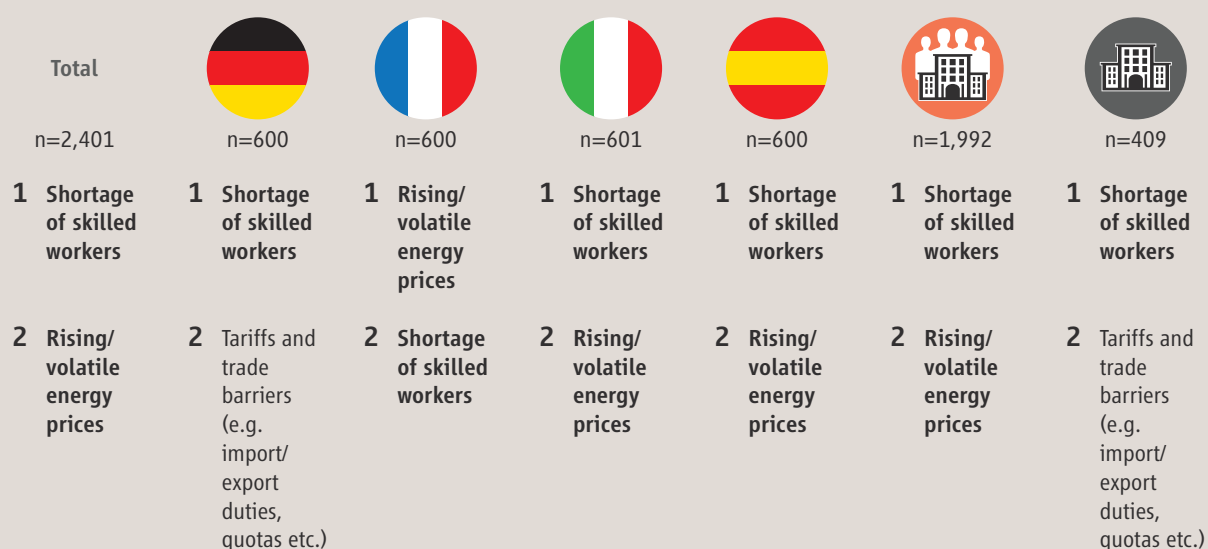 Total
n=2,401
n=600
n=600
n=601
n=600
n=1,992
n=409
1 Shortage
of skilled
workers
1 Shortage
of skilled
workers
1 Rising/
volatile
energy
prices
1 Shortage
of skilled
workers
1 Shortage
of skilled
workers
1 Shortage
of skilled
workers
1 Shortage
of skilled
workers
2 Rising/
volatile
energy
prices
2 Tariffs and
trade
barriers
(e.g.
import/
export
duties,
quotas etc.)
2 Shortage
of skilled
workers
2 Rising/
volatile
energy
prices
2 Rising/
volatile
energy
prices
2 Rising/
volatile
energy
prices
2 Tariffs and
trade
barriers
(e.g.
import/
export
duties,
quotas etc.)